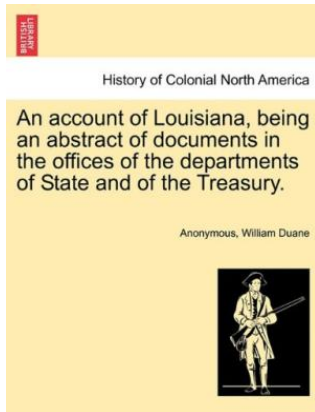 BRITISH
LIBRARY
History of Colonial North America
An account of Louisiana, being
an abstract of documents in
the offices of the departments
of State and of the Treasury.
Anonymous, William Duane